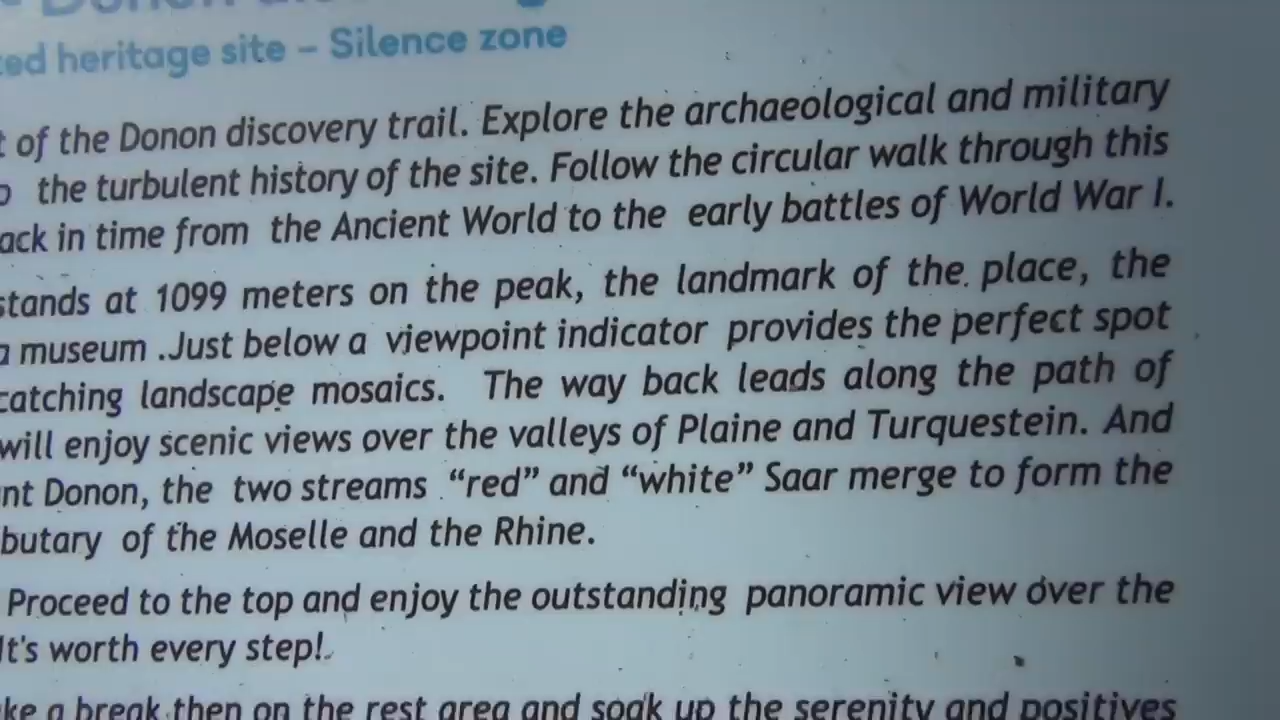 heritage site – Silence zone
of the Donon discovery trail. Explore the archaeological and military
the turbulent history of the site. Follow the circular walk through this
in time from the Ancient World to the early battles of World War I.
stands at 1099 meters on the peak, the landmark of the place, the
museum .Just below a viewpoint indicator provides the perfect spot
catching landscape mosaics. The way back leads along the path of
will enjoy scenic views over the valleys of Plaine and Turquestein. And
Donon, the two streams “red” and “white” Saar merge to form the
of the Moselle and the Rhine.
Proceed to the top and enjoy the outstanding panoramic view over the
It's worth every step!
a break then on the rest area and soak up the serenity and positives